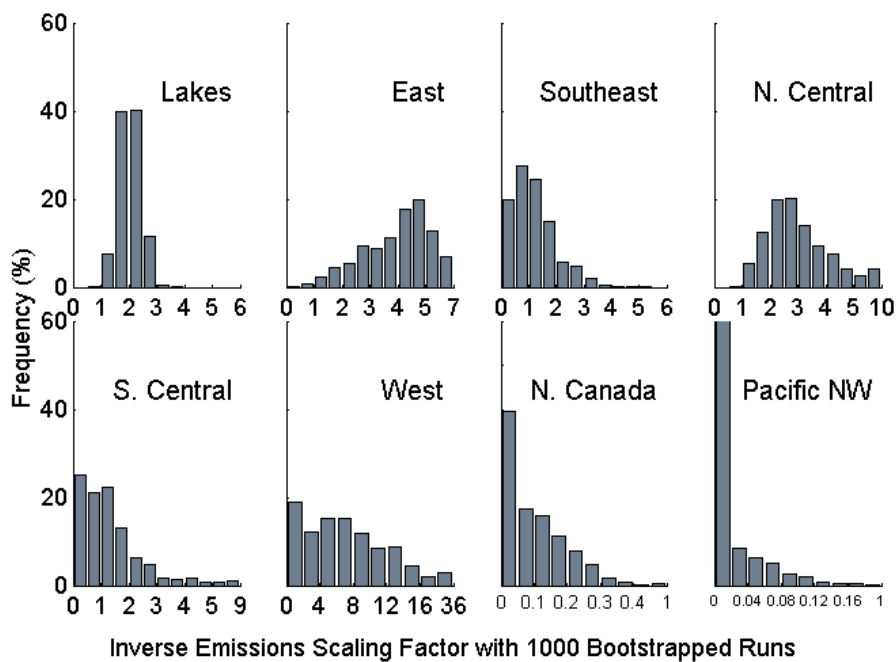 60
40
20
0
Frequency (%)
Lakes
0 1 2 3 4 5 6
East
0 1 2 3 4 5 7
Southeast
0 1 2 3 4 5 6
N. Central
0 1 2 3 4 5 10
60
40
20
0
S. Central
0 1 2 3 4 5 9
West
0 4 8 12 16 36
N. Canada
0 0.1 0.2 0.3 0.4 1
Pacific NW
0 0.04 0.08 0.12 0.16 1
Inverse Emissions Scaling Factor with 1000 Bootstrapped Runs